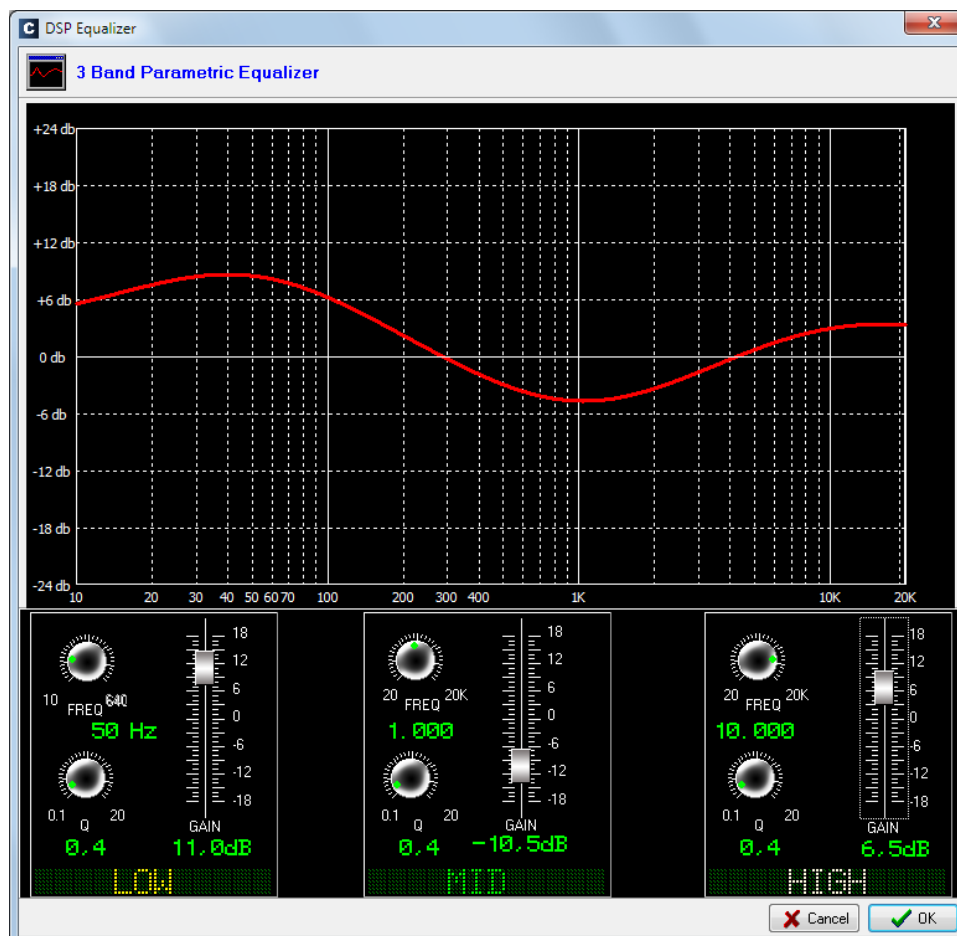 C DSP Equalizer
3 Band Parametric Equalizer
+24 db
+18 db
+12 db
+6 db
0 db
-6 db
-12 db
-18 db
-24 db
10 20 30 40 50 60 70 100 200 300 400 1K 10K 20K
10 640
FREQ
50 Hz
0.1 20
Q
0,4
18
12
6
0
-6
-12
-18
GAIN
11,0dB
LOW
20 20K
FREQ
1.000
0.1 20
Q
0,4
18
12
6
0
-6
-12
-18
GAIN
-10,5dB
MID
20 20K
FREQ
10.000
0.1 20
Q
0,4
18
12
6
0
-6
-12
-18
GAIN
6,5dB
HIGH
Cancel OK